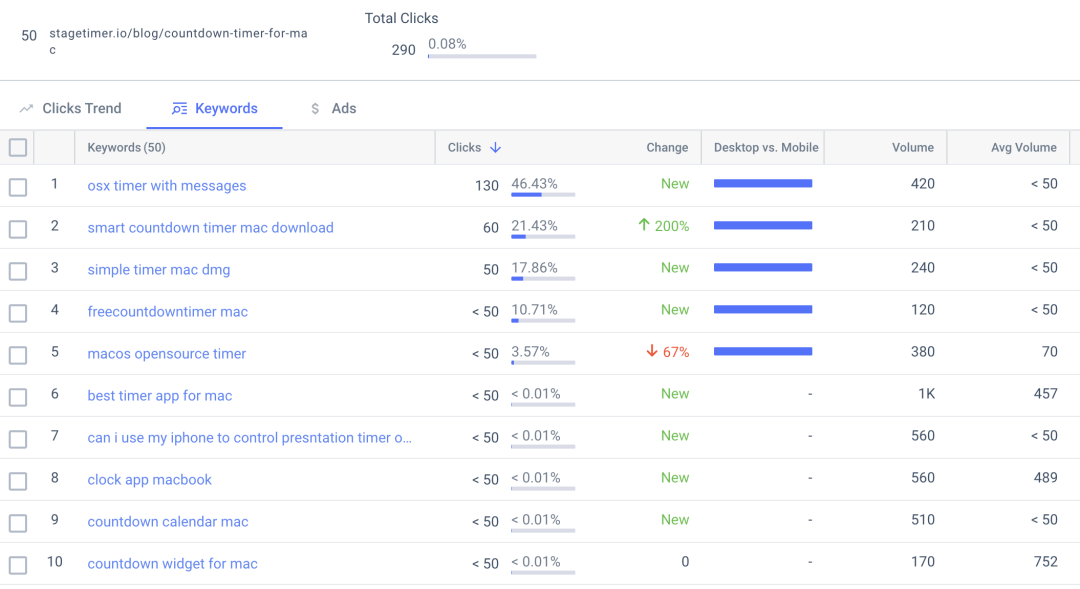 Total Clicks
50 stagetimer.io/blog/countdown-timer-for-ma
c
290 0.08%
Clicks Trend Keywords $ Ads
Keywords (50) Clicks ↓ Change Desktop vs. Mobile Volume Avg Volume
1 osx timer with messages 130 46.43% New 420 < 50
2 smart countdown timer mac download 60 21.43% ↑ 200% 210 < 50
3 simple timer mac dmg 50 17.86% New 240 < 50
4 freecountdowntimer mac < 50 10.71% New 120 < 50
5 macos opensource timer < 50 3.57% ↓ 67% 380 70
6 best timer app for mac < 50 < 0.01% New - 1K 457
7 can i use my iphone to control presntation timer o... < 50 < 0.01% New - 560 < 50
8 clock app macbook < 50 < 0.01% New - 560 489
9 countdown calendar mac < 50 < 0.01% New - 510 < 50
10 countdown widget for mac < 50 < 0.01% 0 - 170 752